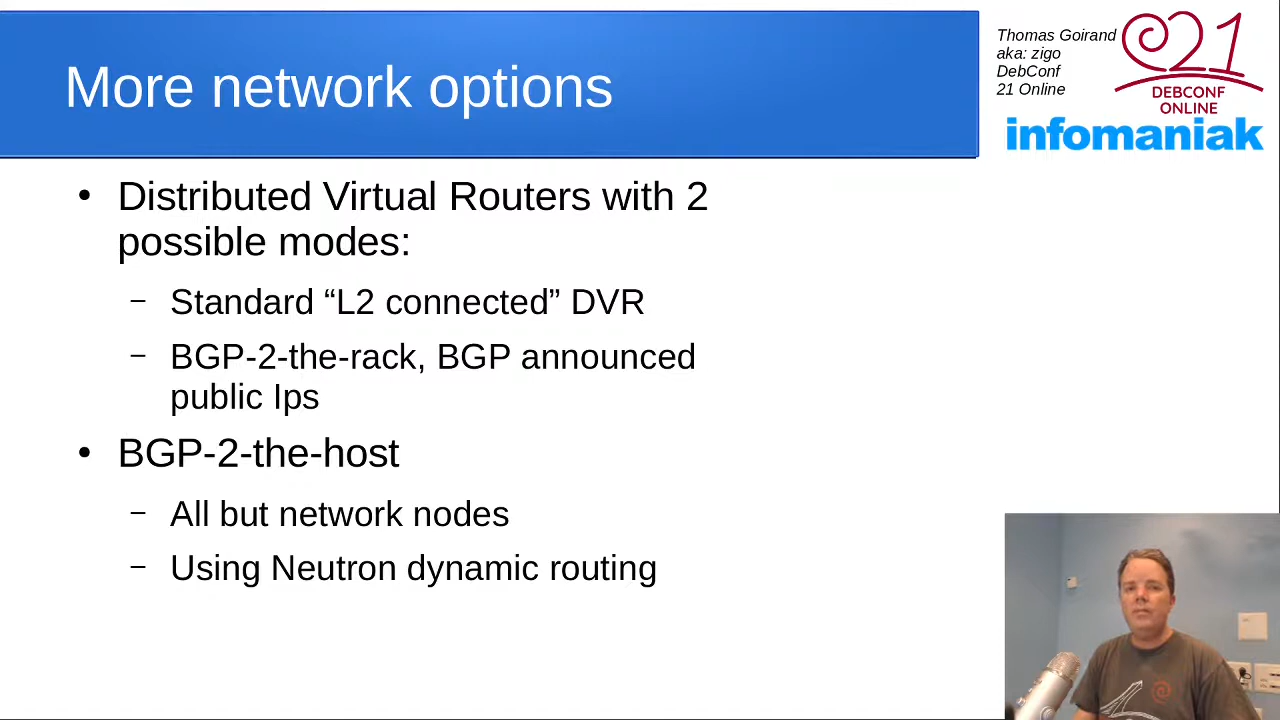 More network options
Thomas Goirand
aka: zigo
DebConf
21 Online
21
DEBCONF
ONLINE
infomaniak
• Distributed Virtual Routers with 2
possible modes:
– Standard “L2 connected” DVR
– BGP-2-the-rack, BGP announced
public Ips
• BGP-2-the-host
– All but network nodes
– Using Neutron dynamic routing